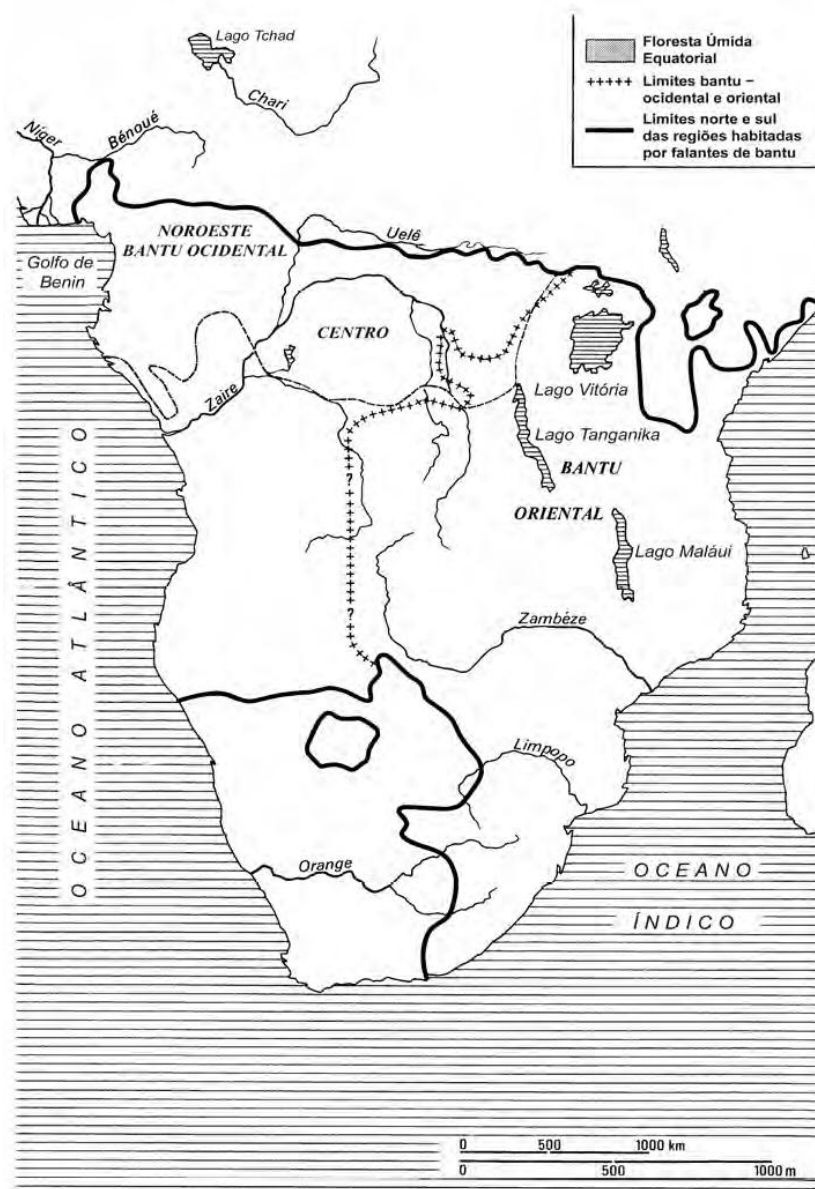 Lago Tchad
Chari
Níger
Bénoué
Floresta Úmida
Equatorial
+++++ Limites bantu –
ocidental e oriental
Limites norte e sul
das regiões habitadas
por falantes de bantu
NOROESTE
BANTU OCIDENTAL
Uelê
Golfo de
Benin
CENTRO
Zaire
Lago Vitória
Lago Tanganika
BANTU
ORIENTAL
Lago Maláui
?
?
Zambéze
OCEANO ATLÂNTICO
Limpopo
Orange
OCEANO
ÍNDICO
0 500 1000 km
0 500 1000 m